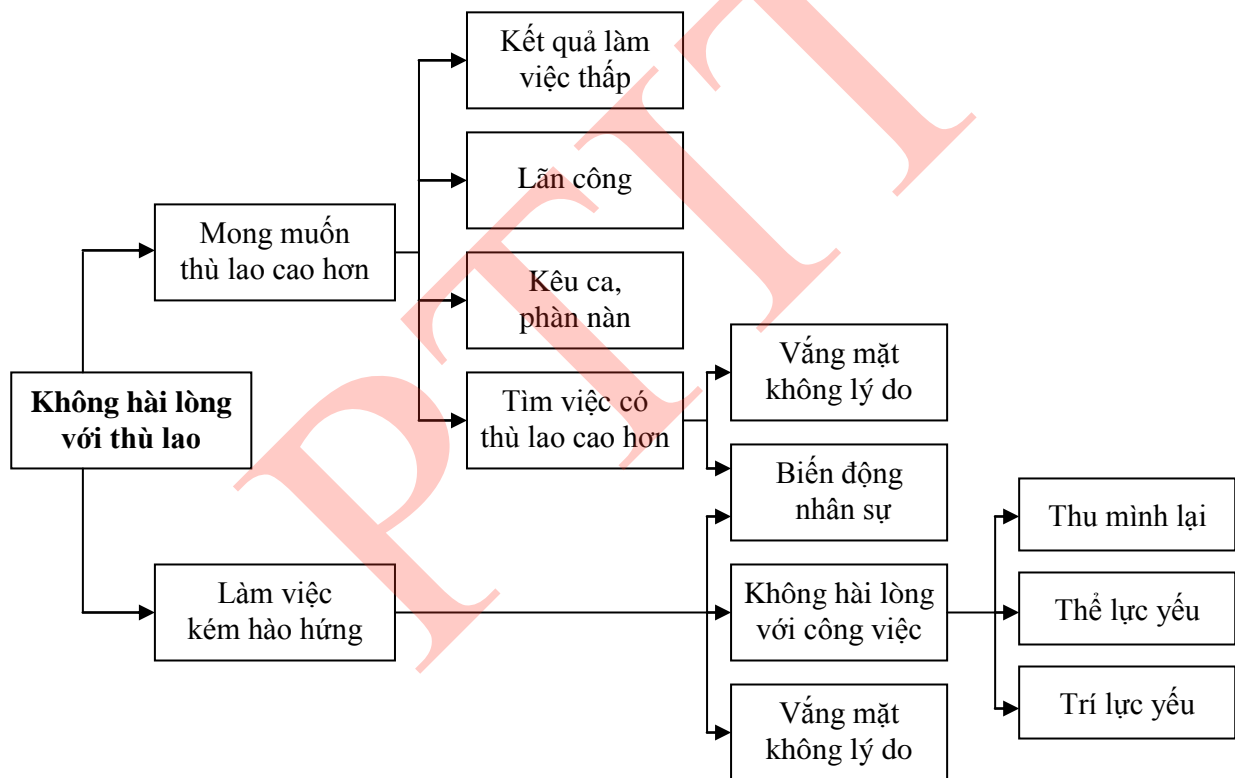 Kết quả làm
việc thấp
Lãn công
Mong muốn
thù lao cao hơn
Kêu ca,
phàn nàn
Vắng mặt
không lý do
Không hài lòng
với thù lao
Tìm việc có
thù lao cao hơn
Biến động
nhân sự
Thu mình lại
Làm việc
kém hào hứng
Không hài lòng
với công việc
Thể lực yếu
Vắng mặt
không lý do
Trí lực yếu
PTIT